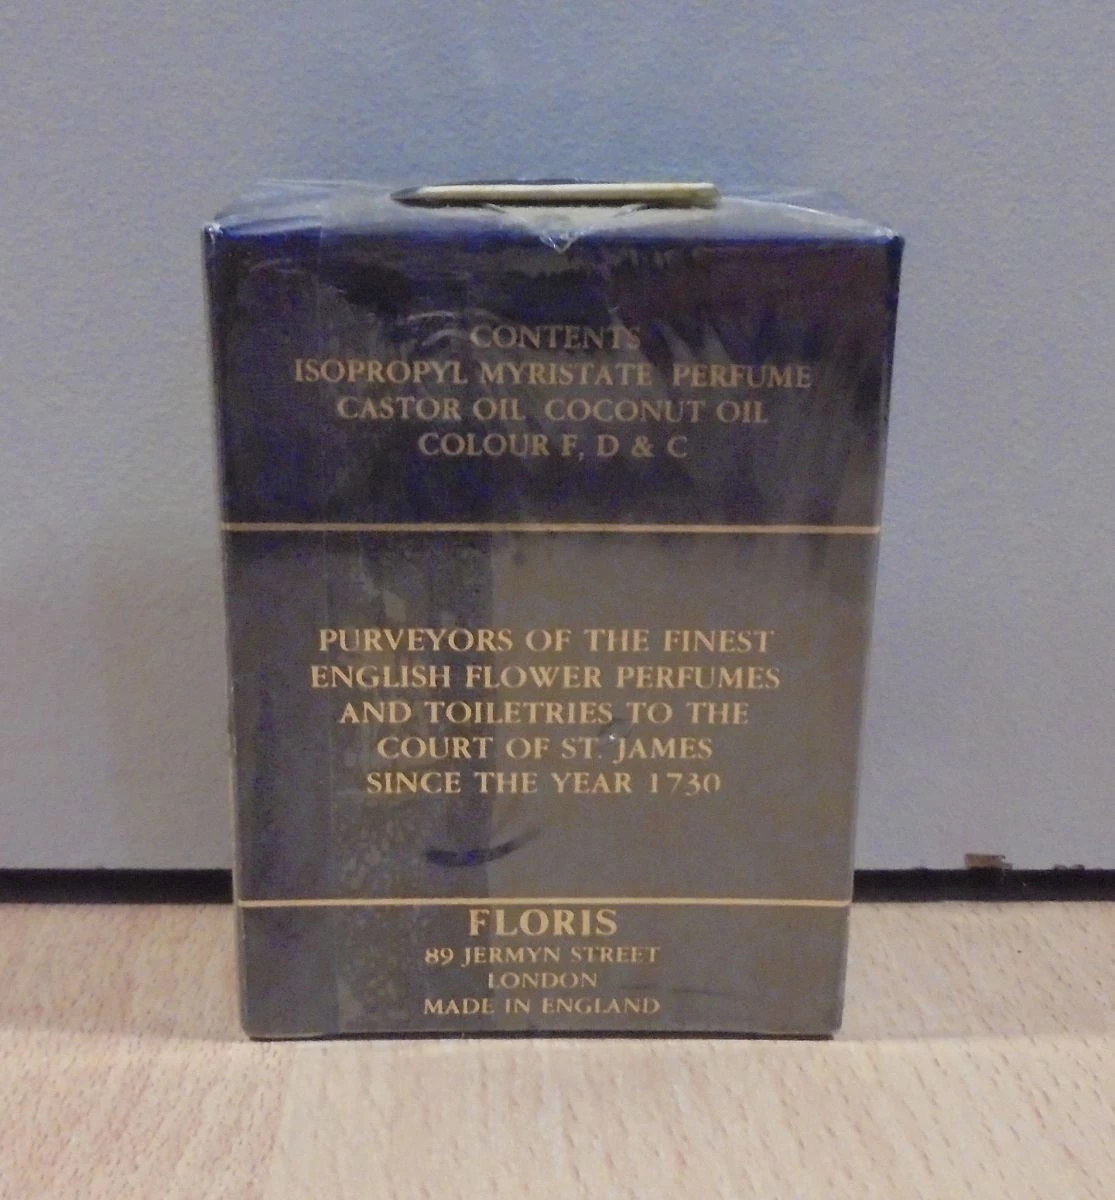 CONTENTS
ISOPROPYL MYRISTATE PERFUME
CASTOR OIL COCONUT OIL
COLOUR F, D & C
PURVEYORS OF THE FINEST
ENGLISH FLOWER PERFUMES
AND TOILETRIES TO THE
COURT OF ST. JAMES
SINCE THE YEAR 1730
FLORIS
89 JERMYN STREET
LONDON
MADE IN ENGLAND